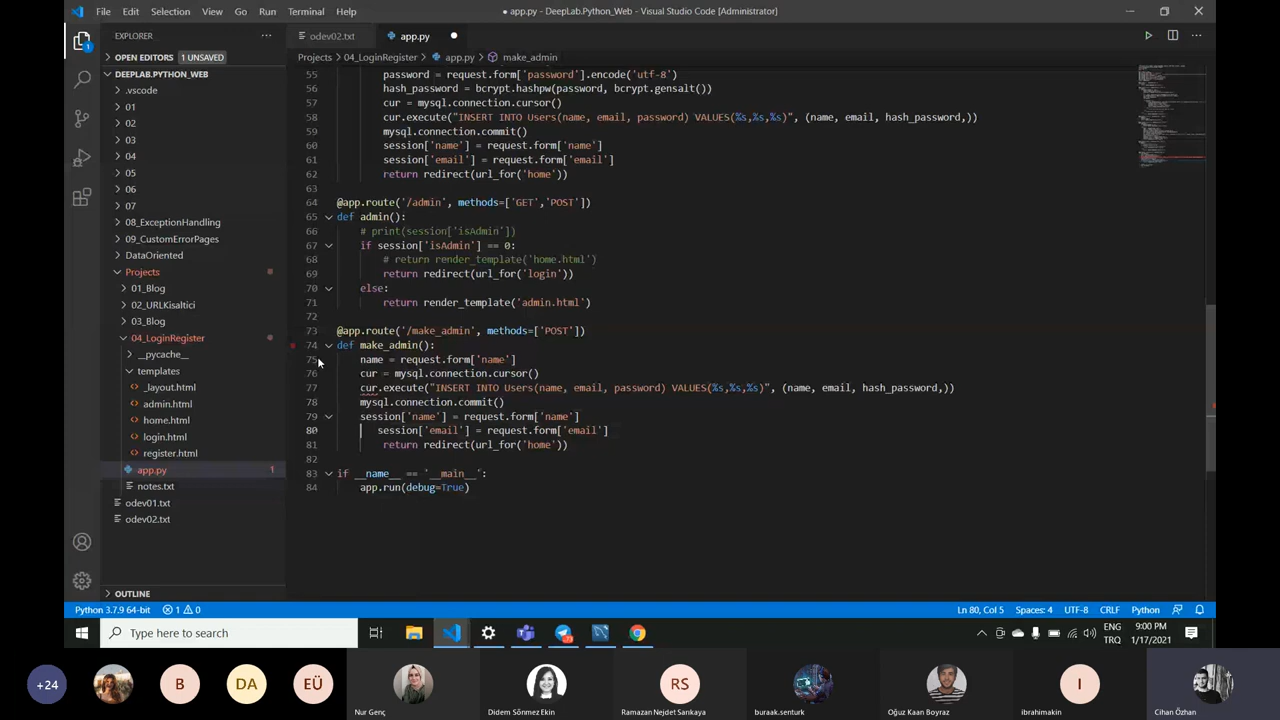 File Edit Selection View Go Run Terminal Help
● app.py - DeepLab.Python_Web - Visual Studio Code [Administrator]
EXPLORER
OPEN EDITORS 1 UNSAVED
DEEPLAB.PYTHON_WEB
.vscode
01
02
03
04
05
06
07
08_ExceptionHandling
09_CustomErrorPages
DataOriented
Projects
01_Blog
02_URLKisaltici
03_Blog
04_LoginRegister
__pycache__
templates
_layout.html
admin.html
home.html
login.html
register.html
app.py 1
notes.txt
odev01.txt
odev02.txt
OUTLINE
odev02.txt app.py
Projects > 04_LoginRegister > app.py > make_admin
55 password = request.form['password'].encode('utf-8')
56 hash_password = bcrypt.hashpw(password, bcrypt.gensalt())
57 cur = mysql.connection.cursor()
58 cur.execute("INSERT INTO Users(name, email, password) VALUES(%s,%s,%s)", (name, email, hash_password,))
59 mysql.connection.commit()
60 session['name'] = request.form['name']
61 session['email'] = request.form['email']
62 return redirect(url_for('home'))
63
64 @app.route('/admin', methods=['GET','POST'])
65 def admin():
66 # print(session['isAdmin'])
67 if session['isAdmin'] == 0:
68 # return render_template('home.html')
69 return redirect(url_for('login'))
70 else:
71 return render_template('admin.html')
72
73 @app.route('/make_admin', methods=['POST'])
74 def make_admin():
75 name = request.form['name']
76 cur = mysql.connection.cursor()
77 cur.execute("INSERT INTO Users(name, email, password) VALUES(%s,%s,%s)", (name, email, hash_password,))
78 mysql.connection.commit()
79 session['name'] = request.form['name']
80 session['email'] = request.form['email']
81 return redirect(url_for('home'))
82
83 if __name__ == '__main__':
84 app.run(debug=True)
Python 3.7.9 64-bit 1 0
Ln 80, Col 5 Spaces: 4 UTF-8 CRLF Python
Type here to search
ENG 9:00 PM
TRQ 1/17/2021
+24 B DA EÜ RS I
Nur Genç Didem Sönmez Ekin Ramazan Nejdet Sarıkaya buraak.senturk Oğuz Kaan Boyraz ibrahimakin Cihan Özhan